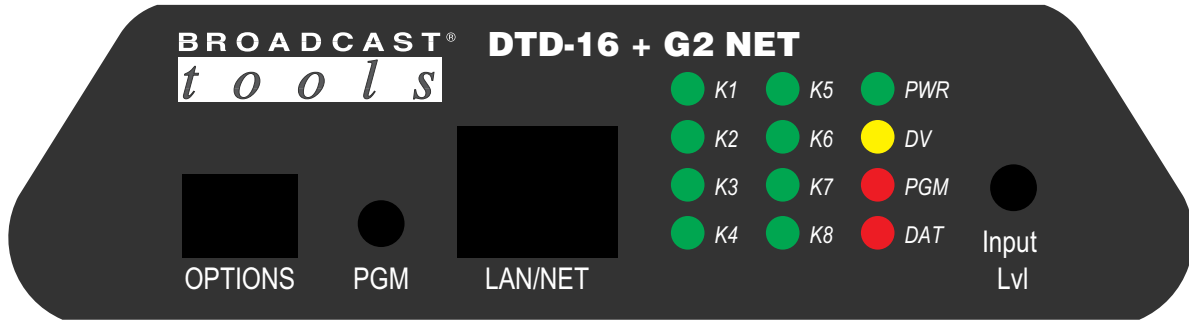 BROADCAST® DTD-16 + G2 NET
tools
K1 K5 PWR
K2 K6 DV
K3 K7 PGM
K4 K8 DAT
Input
Lvl
OPTIONS PGM LAN/NET